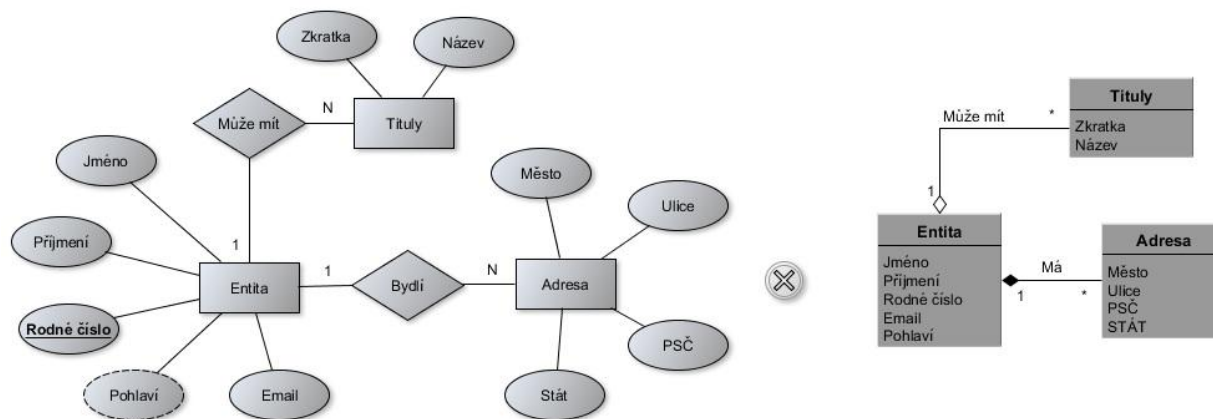 Zkratka
Název
Může mít
N
Tituly
Jméno
Město
Ulice
Příjmení
1
1
N
Entita
Bydlí
Adresa
Rodné číslo
PSČ
Pohlaví
Email
Stát
Tituly
Může mít
*
Zkratka
Název
1
Entita
Jméno
Příjmení
Rodné číslo
Email
Pohlaví
Má
1
*
Adresa
Město
Ulice
PSČ
STÁT